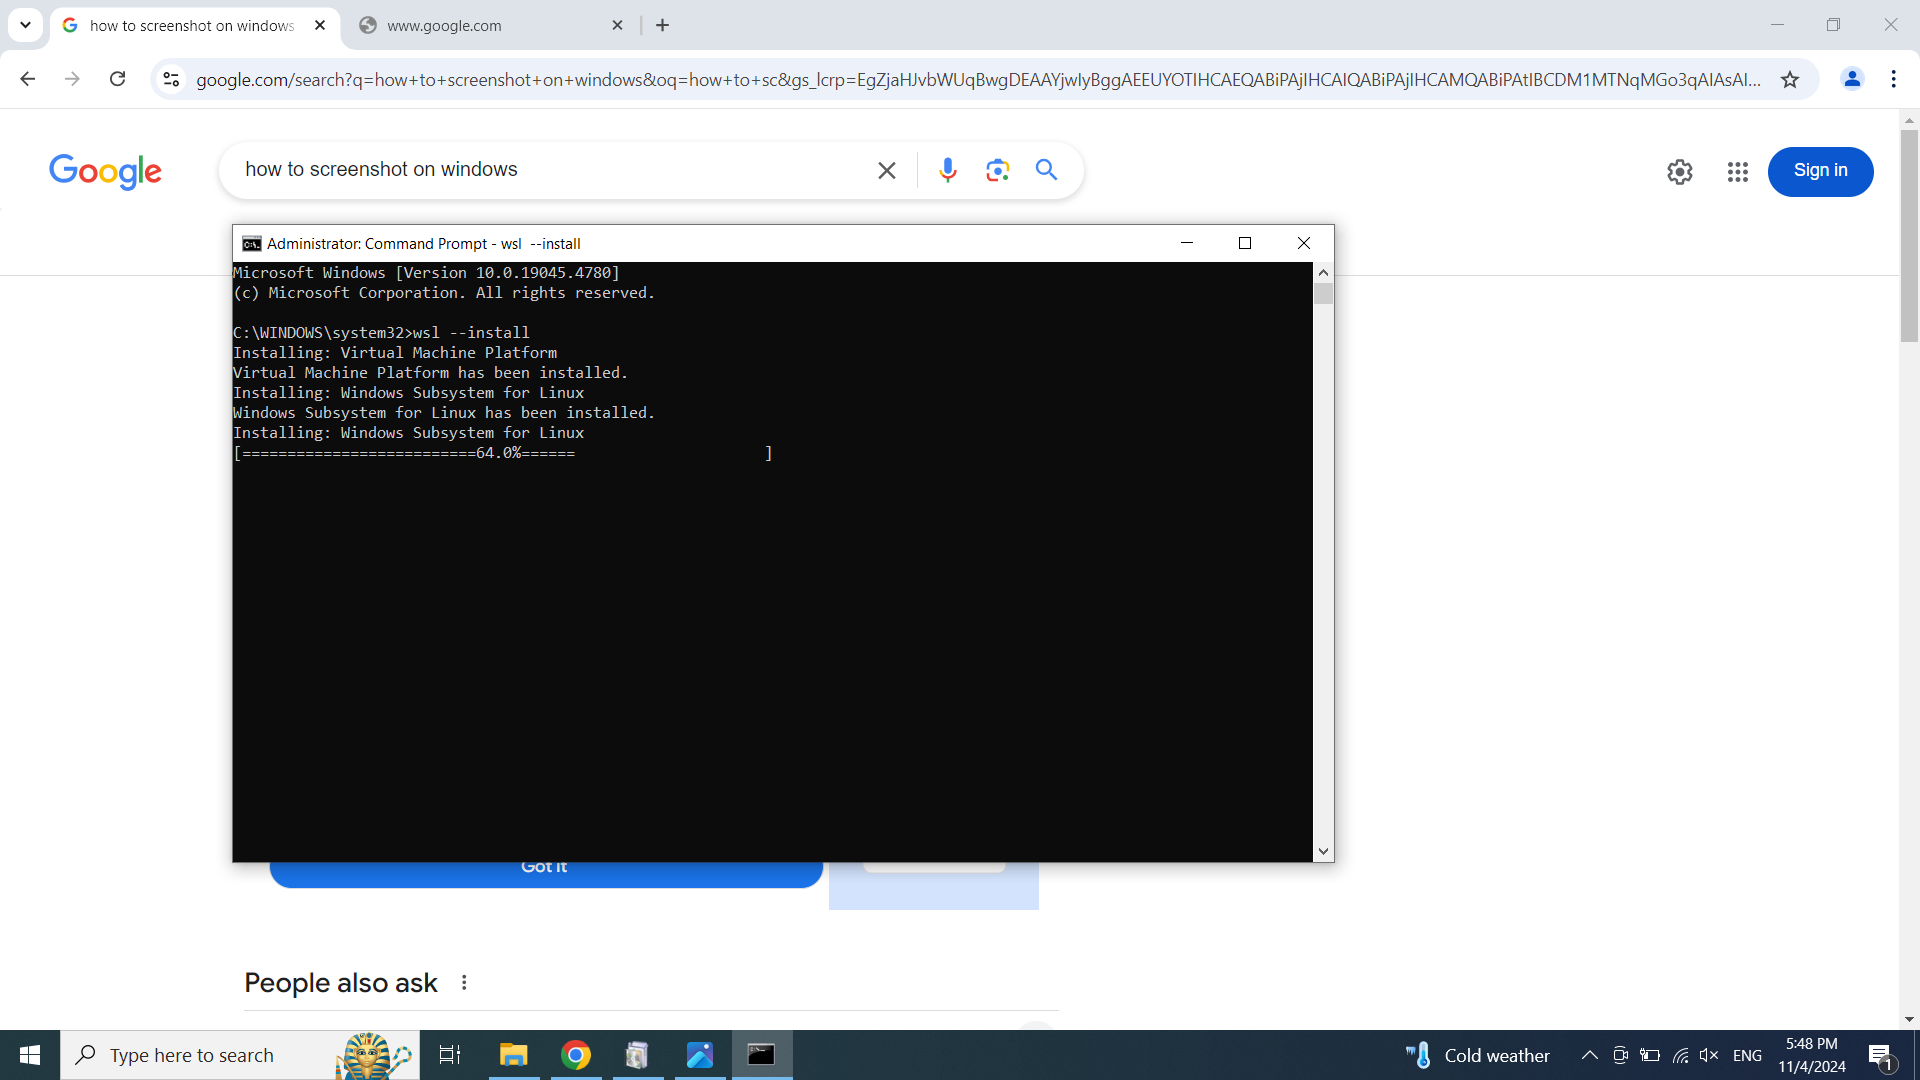 how to screenshot on windows
www.google.com
google.com/search?q=how+to+screenshot+on+windows&oq=how+to+sc&gs_lcrp=EgZjaHJvbWUqBwgDEAAYjwIyBggAEEUYOTIHCAEQABiPAjIHCAIQABiPAjIHCAMQABiPAtIBCDM1MTNqMGo3qAIAsAI...
Google
how to screenshot on windows
Sign in
Administrator: Command Prompt - wsl  --install
Microsoft Windows [Version 10.0.19045.4780]
(c) Microsoft Corporation. All rights reserved.
C:\WINDOWS\system32>wsl --install
Installing: Virtual Machine Platform
Virtual Machine Platform has been installed.
Installing: Windows Subsystem for Linux
Windows Subsystem for Linux has been installed.
Installing: Windows Subsystem for Linux
[==========================64.0%======                     ]
Got it
People also ask
Type here to search
Cold weather
ENG
5:48 PM
11/4/2024
1